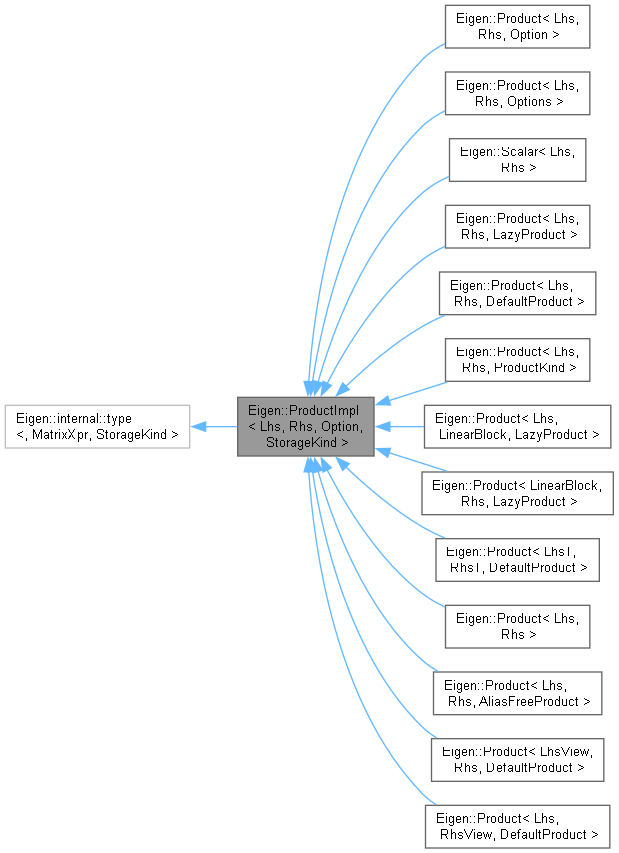 Eigen::Product< Lhs,
Rhs, Option >
Eigen::Product< Lhs,
Rhs, Options >
Eigen::Scalar< Lhs,
Rhs >
Eigen::Product< Lhs,
Rhs, LazyProduct >
Eigen::Product< Lhs,
Rhs, DefaultProduct >
Eigen::Product< Lhs,
Rhs, ProductKind >
Eigen::internal::type
<, MatrixXpr, StorageKind >
Eigen::ProductImpl
< Lhs, Rhs, Option,
StorageKind >
Eigen::Product< Lhs,
LinearBlock, LazyProduct >
Eigen::Product< LinearBlock,
Rhs, LazyProduct >
Eigen::Product< LhsT,
RhsT, DefaultProduct >
Eigen::Product< Lhs,
Rhs >
Eigen::Product< Lhs,
Rhs, AliasFreeProduct >
Eigen::Product< LhsView,
Rhs, DefaultProduct >
Eigen::Product< Lhs,
RhsView, DefaultProduct >